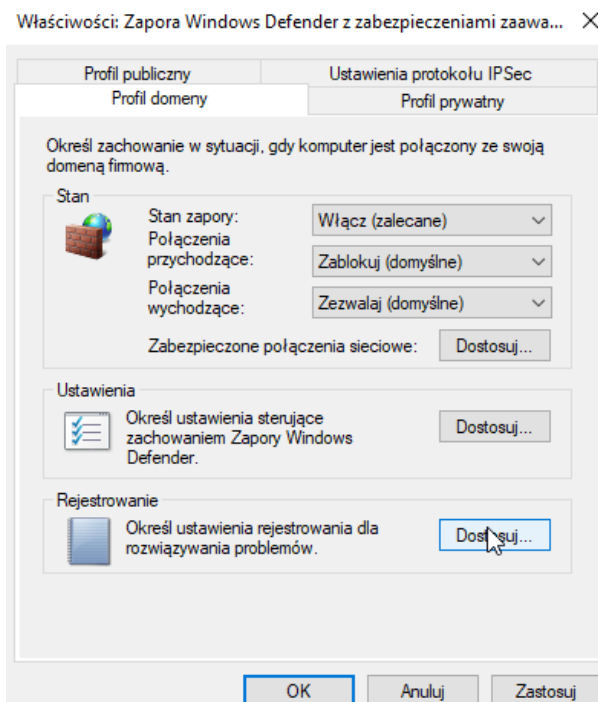 Właściwości: Zapora Windows Defender z zabezpieczeniami zaawa...
Profil publiczny
Ustawienia protokołu IPSec
Profil domeny
Profil prywatny
Określ zachowanie w sytuacji, gdy komputer jest połączony ze swoją
domeną firmową.
Stan
Stan zapory:
Włącz (zalecane)
Połączenia
przychodzące:
Zablokuj (domyślne)
Połączenia
wychodzące:
Zezwalaj (domyślne)
Zabezpieczone połączenia sieciowe:
Dostosuj...
Ustawienia
Określ ustawienia sterujące
zachowaniem Zapory Windows
Defender.
Dostosuj...
Rejestrowanie
Określ ustawienia rejestrowania dla
rozwiązywania problemów.
Dostosuj...
OK
Anuluj
Zastosuj